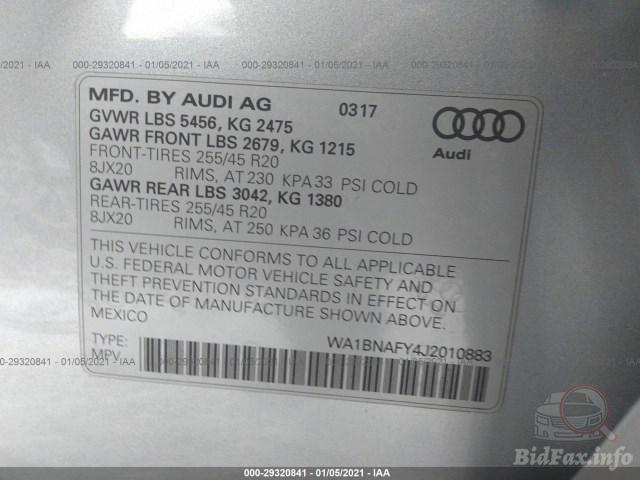 000-29320841 - 01/05/2021 - IAA
MFD. BY AUDI AG 0317
GVWR LBS 5456, KG 2475
GAWR FRONT LBS 2679, KG 1215
FRONT-TIRES 255/45 R20
8JX20 RIMS, AT 230 KPA 33 PSI COLD
GAWR REAR LBS 3042, KG 1380
REAR-TIRES 255/45 R20
8JX20 RIMS, AT 250 KPA 36 PSI COLD
Audi
THIS VEHICLE CONFORMS TO ALL APPLICABLE
U.S. FEDERAL MOTOR VEHICLE SAFETY AND
THEFT PREVENTION STANDARDS IN EFFECT ON
THE DATE OF MANUFACTURE SHOWN ABOVE.
MEXICO
TYPE: WA1BNAFY4J2010883
MPV
000-29320841 - 01/05/2021 - IAA
BidFax.info
000-29320841 - 01/05/2021 - IAA